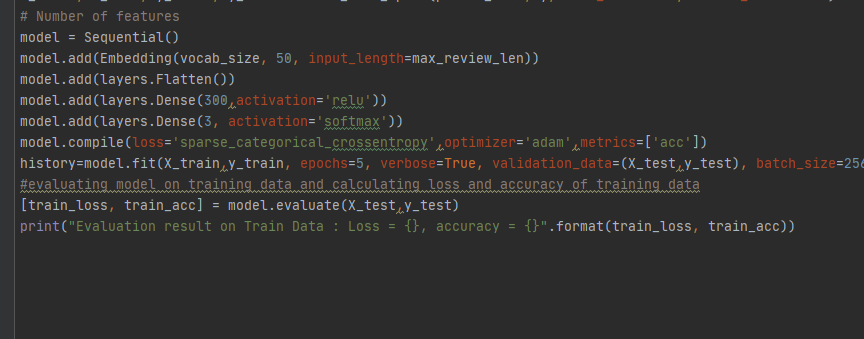 # Number of features
model = Sequential()
model.add(Embedding(vocab_size, 50, input_length=max_review_len))
model.add(layers.Flatten())
model.add(layers.Dense(300,activation='relu'))
model.add(layers.Dense(3, activation='softmax'))
model.compile(loss='sparse_categorical_crossentropy',optimizer='adam',metrics=['acc'])
history=model.fit(X_train,y_train, epochs=5, verbose=True, validation_data=(X_test,y_test), batch_size=256
#evaluating model on training data and calculating loss and accuracy of training data
[train_loss, train_acc] = model.evaluate(X_test,y_test)
print("Evaluation result on Train Data : Loss = {}, accuracy = {}".format(train_loss, train_acc))